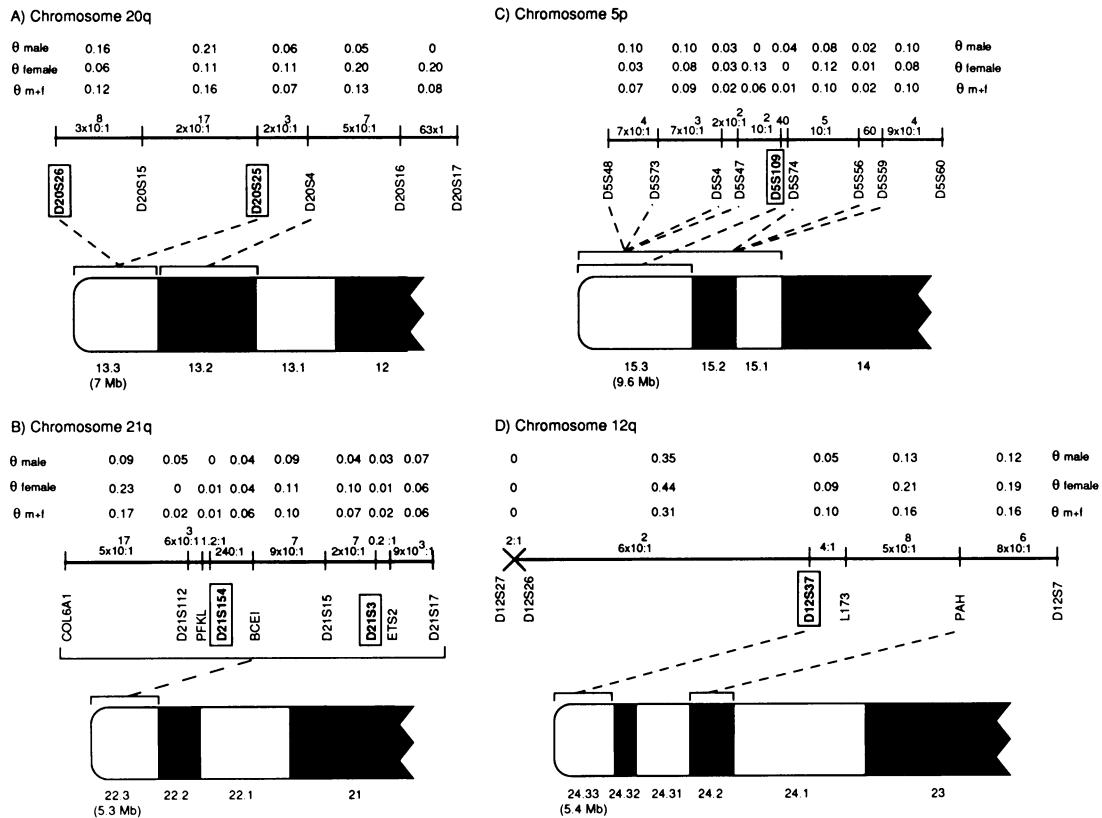 A) Chromosome 20q
θ male 0.16 0.21 0.06 0.05 0
θ female 0.06 0.11 0.11 0.20 0.20
θ m+f 0.12 0.16 0.07 0.13 0.08
8 17 3 7
3x10:1 2x10:1 2x10:1 5x10:1 63x1
D20S26 D20S15 D20S25 D20S4 D20S16 D20S17
13.3 13.2 13.1 12
(7 Mb)
C) Chromosome 5p
0.10 0.10 0.03 0 0.04 0.08 0.02 0.10 θ male
0.03 0.08 0.03 0.13 0 0.12 0.01 0.08 θ female
0.07 0.09 0.02 0.06 0.01 0.10 0.02 0.10 θ m+f
4 3 2 2 5 4
7x10:1 7x10:1 2x10:1 10:1 40 10:1 60 9x10:1
D5S48 D5S73 D5S4 D5S47 D5S109 D5S74 D5S56 D5S59 D5S60
15.3 15.2 15.1 14
(9.6 Mb)
B) Chromosome 21q
θ male 0.09 0.05 0 0.04 0.09 0.04 0.03 0.07
θ female 0.23 0 0.01 0.04 0.11 0.10 0.01 0.06
θ m+f 0.17 0.02 0.01 0.06 0.10 0.07 0.02 0.06
17 3 7 7 0.2 :1 3
5x10:1 6x10:1 1.2:1 240:1 9x10:1 2x10:1 9x10 :1
COL6A1 D21S112 PFKL D21S154 BCEI D21S15 D21S3 ETS2 D21S17
22.3 22.2 22.1 21
(5.3 Mb)
D) Chromosome 12q
0 0.35 0.05 0.13 0.12 θ male
0 0.44 0.09 0.21 0.19 θ female
0 0.31 0.10 0.16 0.16 θ m+f
2 8 6
2:1 6x10:1 4:1 5x10:1 8x10:1
D12S27 D12S26 D12S37 L173 PAH D12S7
24.33 24.32 24.31 24.2 24.1 23
(5.4 Mb)